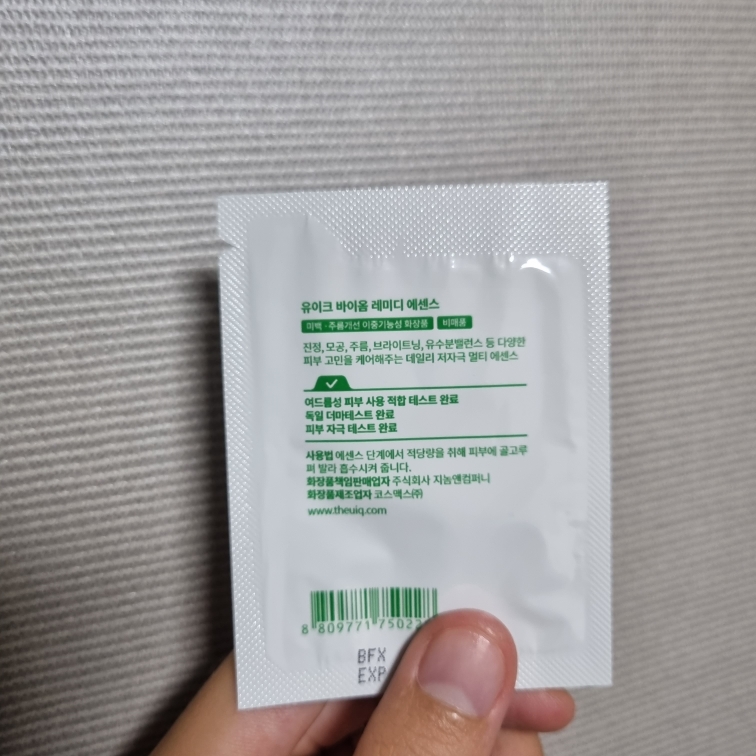 유이크 바이옴 레미디 에센스
미백 · 주름개선 이중기능성 화장품 비매품
진정, 모공, 주름, 브라이트닝, 유수분밸런스 등 다양한
피부 고민을 케어해주는 데일리 저자극 멀티 에센스
여드름성 피부 사용 적합 테스트 완료
독일 더마테스트 완료
피부 자극 테스트 완료
사용법 에센스 단계에서 적당량을 취해 피부에 골고루
펴 발라 흡수시켜 줍니다.
화장품책임판매업자 주식회사 지놈앤컴퍼니
화장품제조업자 코스맥스㈜
www.theuiq.com
8 809771 7502
BFX
EXP